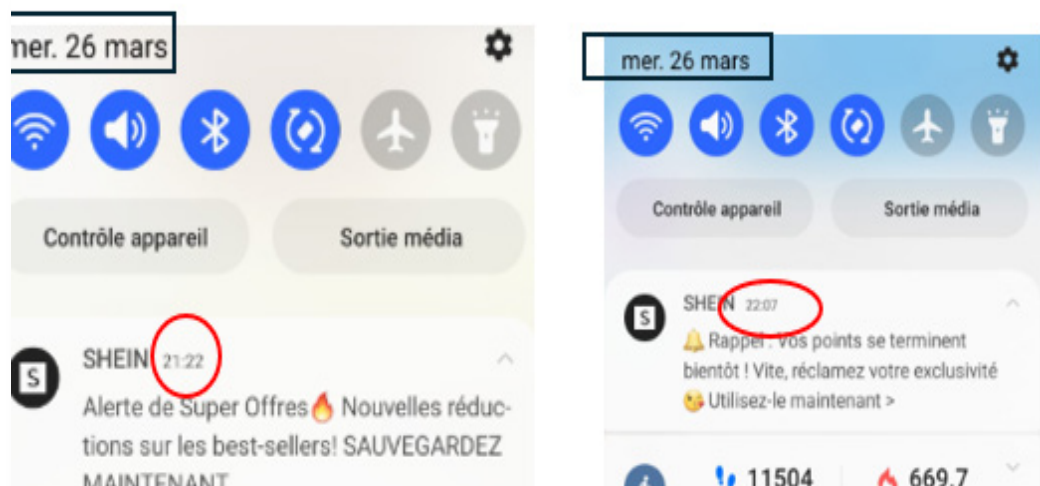 mer. 26 mars
Contrôle appareil
Sortie média
SHEIN 21:22
Alerte de Super Offres🔥 Nouvelles réduc-
tions sur les best-sellers! SAUVEGARDEZ
MAINTENANT
mer. 26 mars
Contrôle appareil
Sortie média
SHEIN 22:07
🔔 Rappel : Vos points se terminent
bientôt ! Vite, réclamez votre exclusivité
😘 Utilisez-le maintenant >
11504
669.7